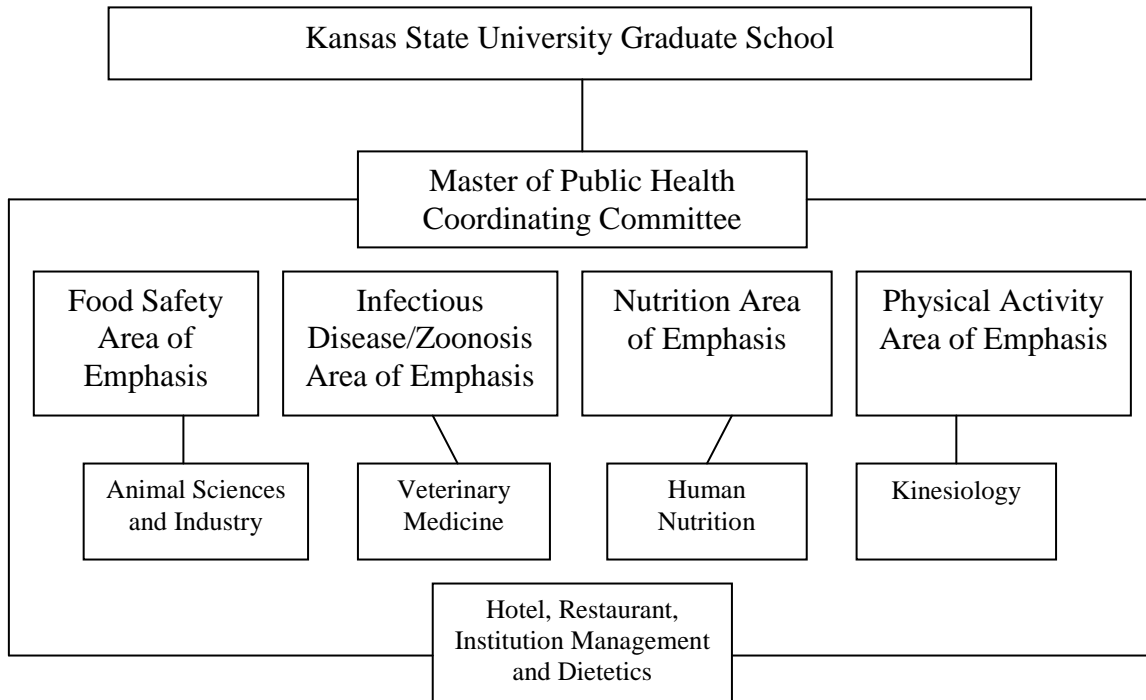 Kansas State University Graduate School
Master of Public Health
Coordinating Committee
Food Safety
Area of
Emphasis
Infectious
Disease/Zoonosis
Area of Emphasis
Nutrition Area
of Emphasis
Physical Activity
Area of Emphasis
Animal Sciences
and Industry
Veterinary
Medicine
Human
Nutrition
Kinesiology
Hotel, Restaurant,
Institution Management
and Dietetics